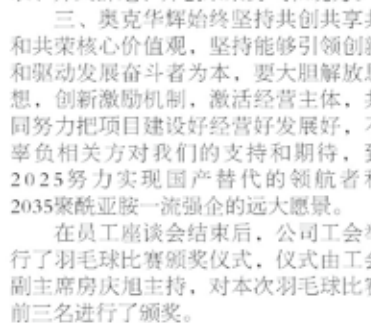 三、奥克华辉始终坚持共创共享共
和共荣核心价值观，坚持能够引领创新
和驱动发展奋斗者为本，要大胆解放思
想，创新激励机制，激活经营主体，共
同努力把项目建设好经营好发展好，不
辜负相关方对我们的支持和期待，到
2025努力实现国产替代的领航者和
2035聚酰亚胺一流强企的远大愿景。
在员工座谈会结束后，公司工会举
行了羽毛球比赛颁奖仪式，仪式由工会
副主席房庆旭主持，对本次羽毛球比赛
前三名进行了颁奖。